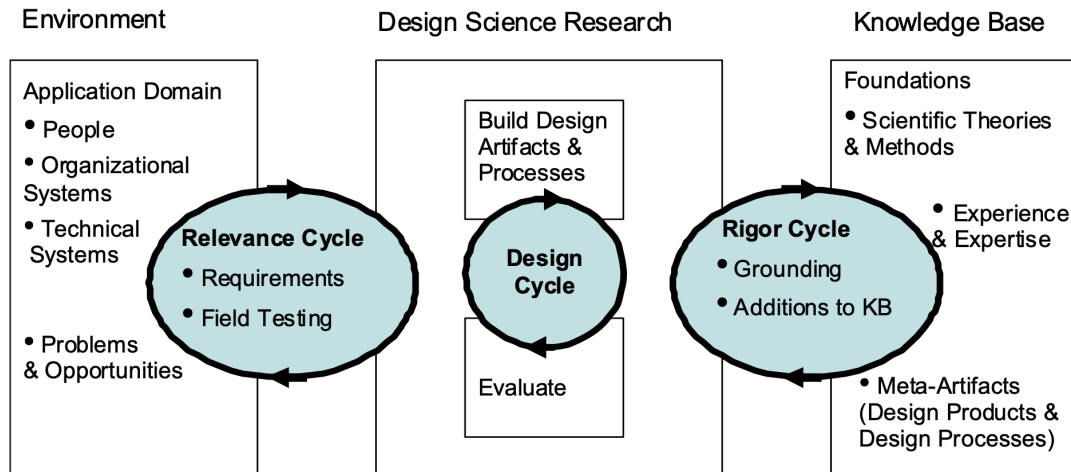 Environment
Design Science Research
Knowledge Base
Application Domain
• People
• Organizational
Systems
• Technical
Systems
• Problems
& Opportunities
Relevance Cycle
• Requirements
• Field Testing
Build Design
Artifacts &
Processes
Design
Cycle
Evaluate
Rigor Cycle
• Grounding
• Additions to KB
Foundations
• Scientific Theories
& Methods
• Experience
& Expertise
• Meta-Artifacts
(Design Products &
Design Processes)